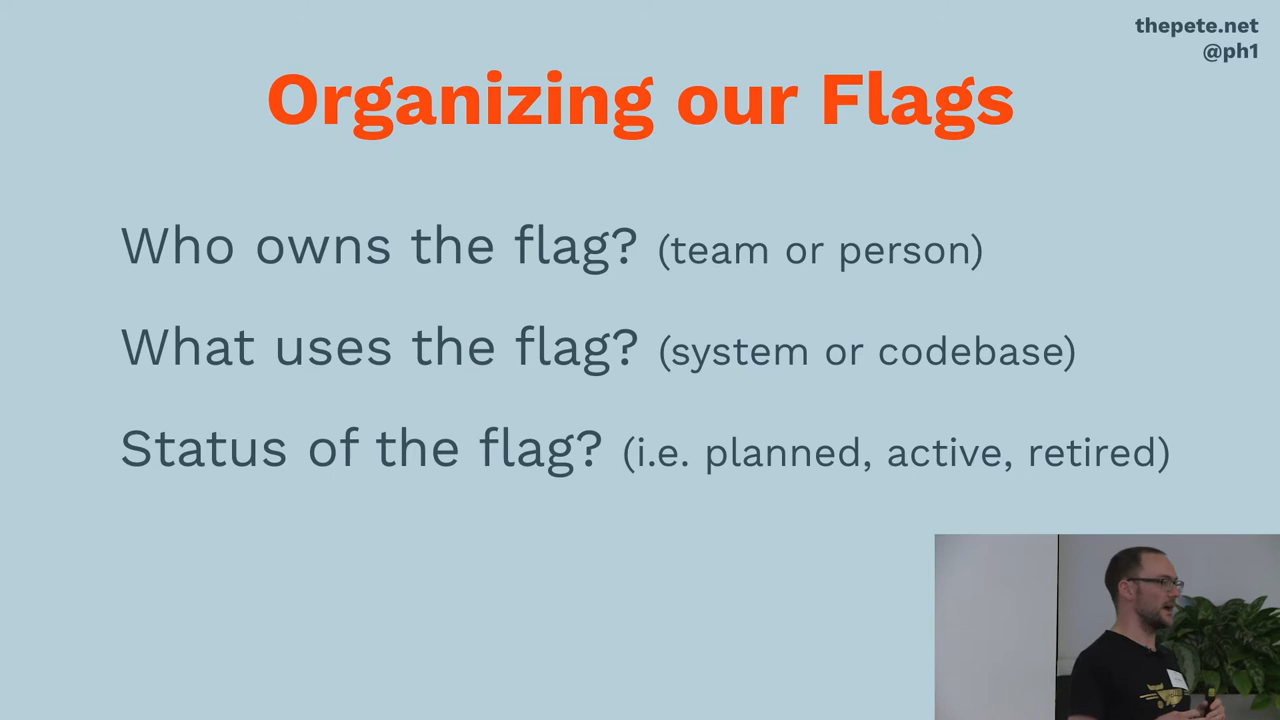 thepete.net
@ph1
Organizing our Flags
Who owns the flag? (team or person)
What uses the flag? (system or codebase)
Status of the flag? (i.e. planned, active, retired)